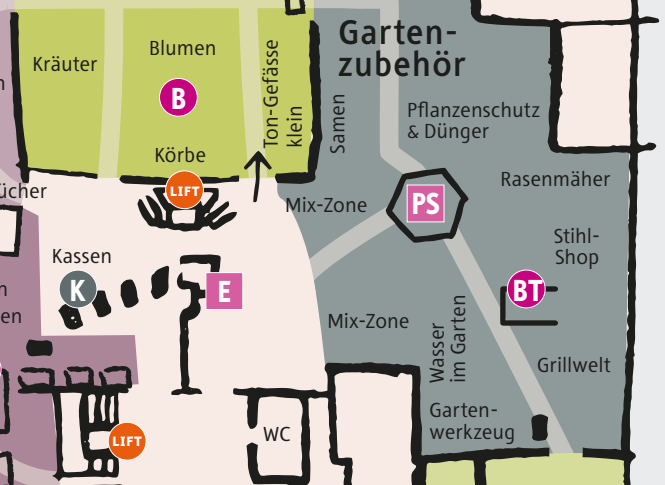 Garten-
zubehör
Kräuter
Blumen
B
Ton-Gefässe
klein
Samen
Pflanzenschutz
& Dünger
Körbe
LIFT
Mix-Zone
PS
Rasenmäher
Stihl-
Shop
Kassen
K
E
BT
Mix-Zone
Wasser
im Garten
Grillwelt
Garten-
werkzeug
WC
LIFT